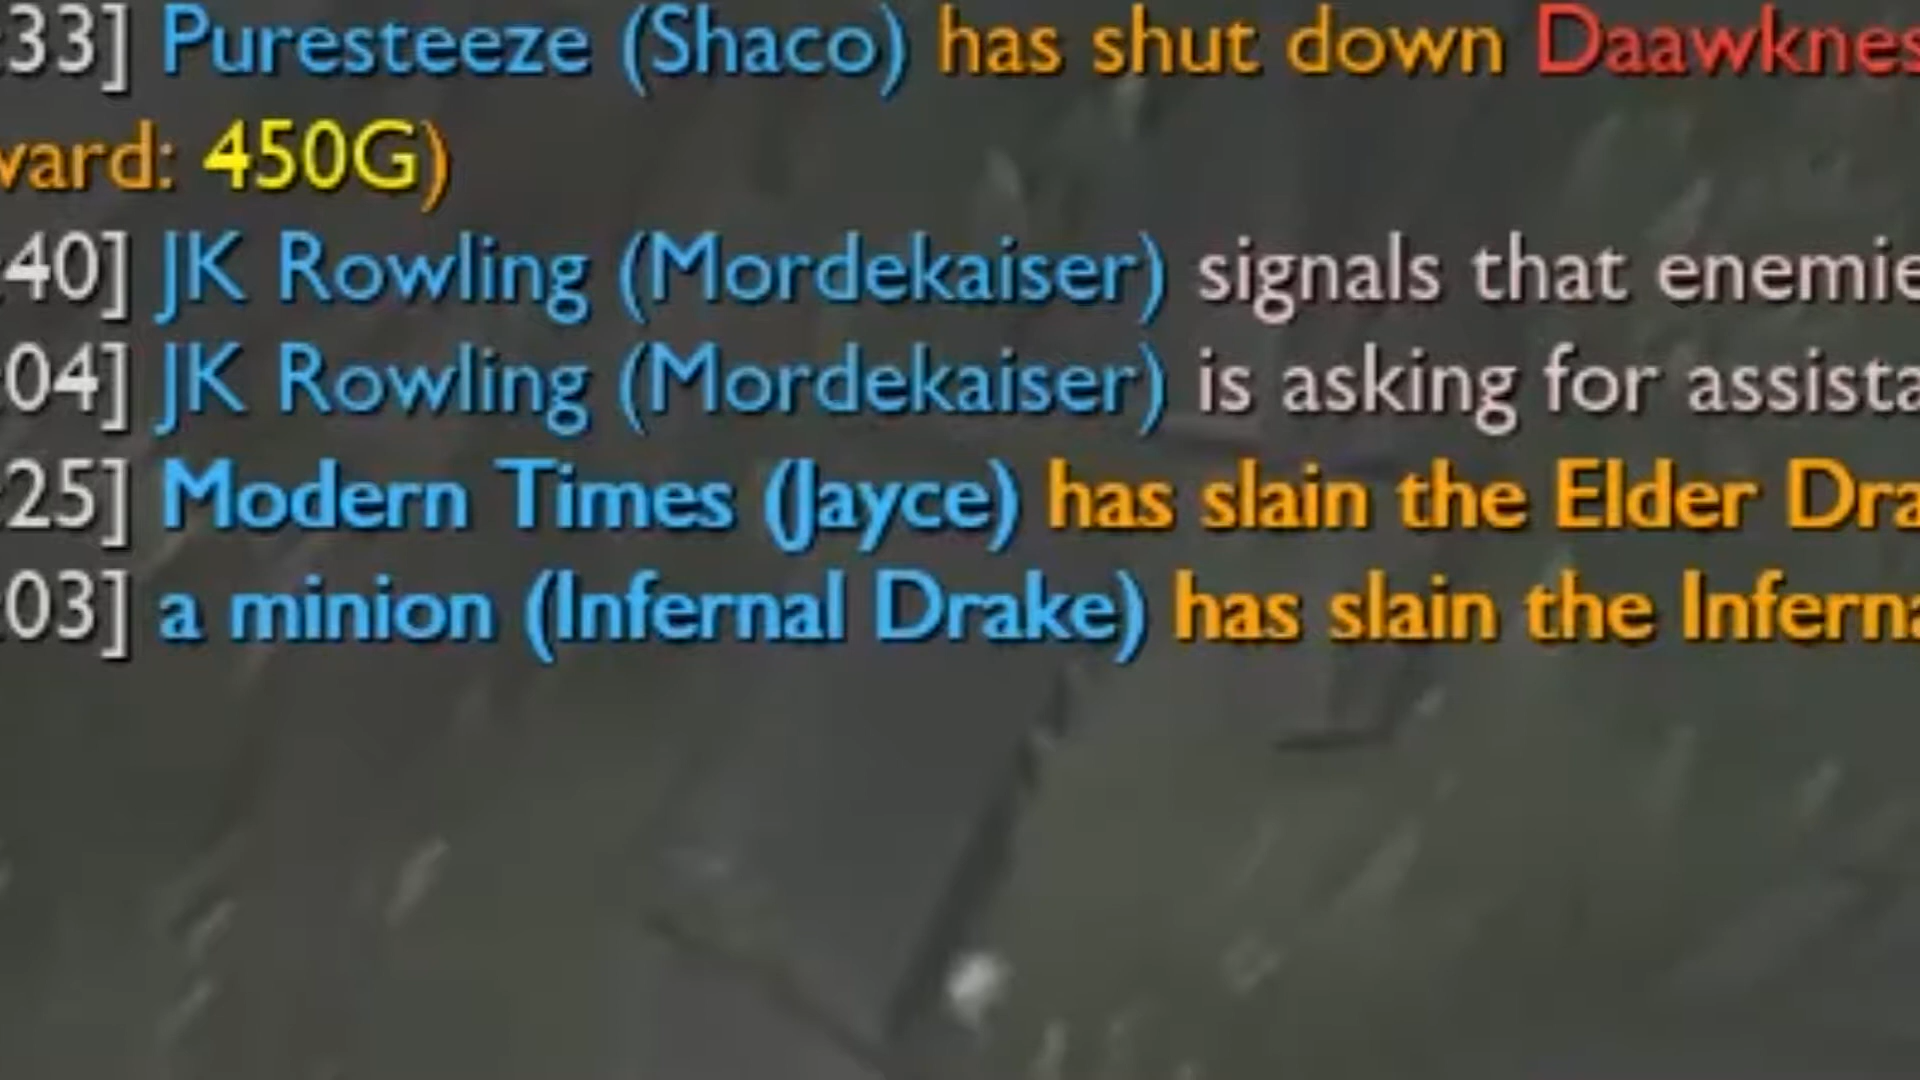 :33] Puresteeze (Shaco) has shut down Daawknes
ward: 450G)
:40] JK Rowling (Mordekaiser) signals that enemie
:04] JK Rowling (Mordekaiser) is asking for assista
:25] Modern Times (Jayce) has slain the Elder Dra
:03] a minion (Infernal Drake) has slain the Inferna